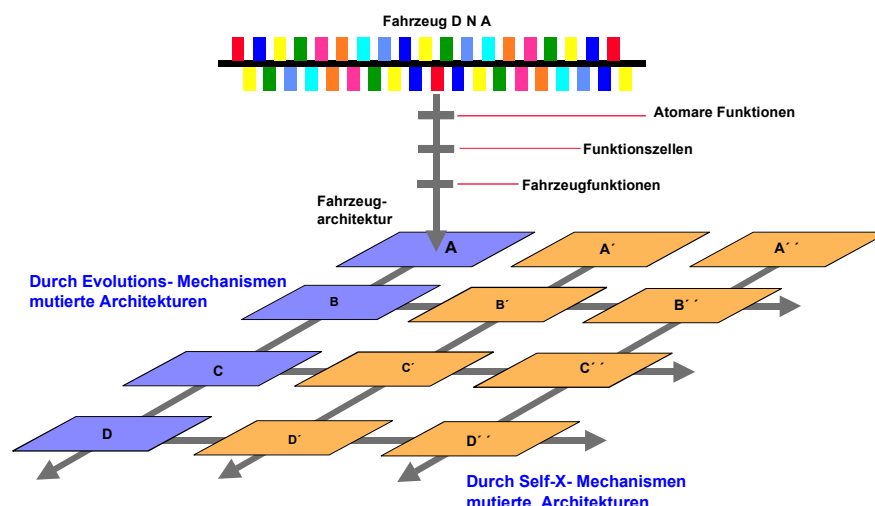 Fahrzeug D N A
Atomare Funktionen
Funktionszellen
Fahrzeugfunktionen
Fahrzeug-
architektur
A
A´
A´ ´
Durch Evolutions- Mechanismen
mutierte Architekturen
B
B´
B´ ´
C
C´
C´ ´
D
D´
D´ ´
Durch Self-X- Mechanismen
mutierte Architekturen